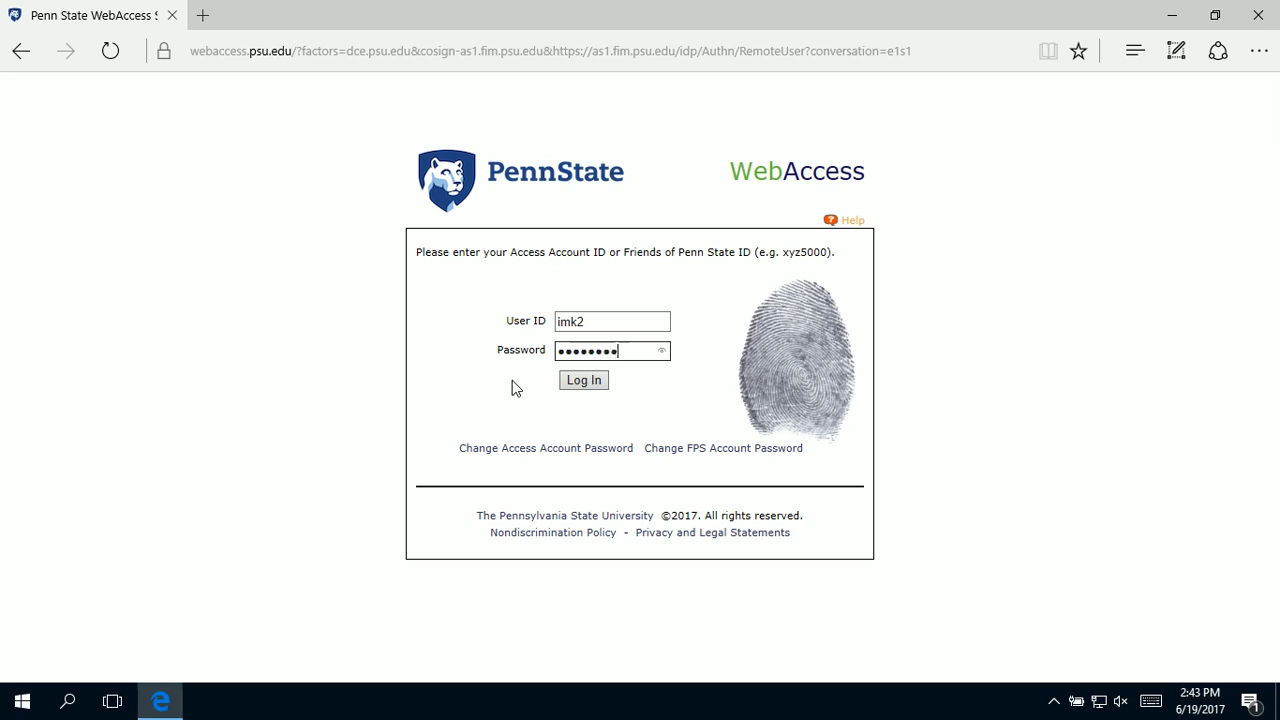 Penn State WebAccess S
webaccess.psu.edu/?factors=dce.psu.edu&cosign-as1.fim.psu.edu&https://as1.fim.psu.edu/idp/Authn/RemoteUser?conversation=e1s1
PennState
WebAccess
? Help
Please enter your Access Account ID or Friends of Penn State ID (e.g. xyz5000).
User ID imk2
Password ••••••••
Log In
Change Access Account Password Change FPS Account Password
The Pennsylvania State University ©2017. All rights reserved.
Nondiscrimination Policy - Privacy and Legal Statements
2:43 PM
6/19/2017
1